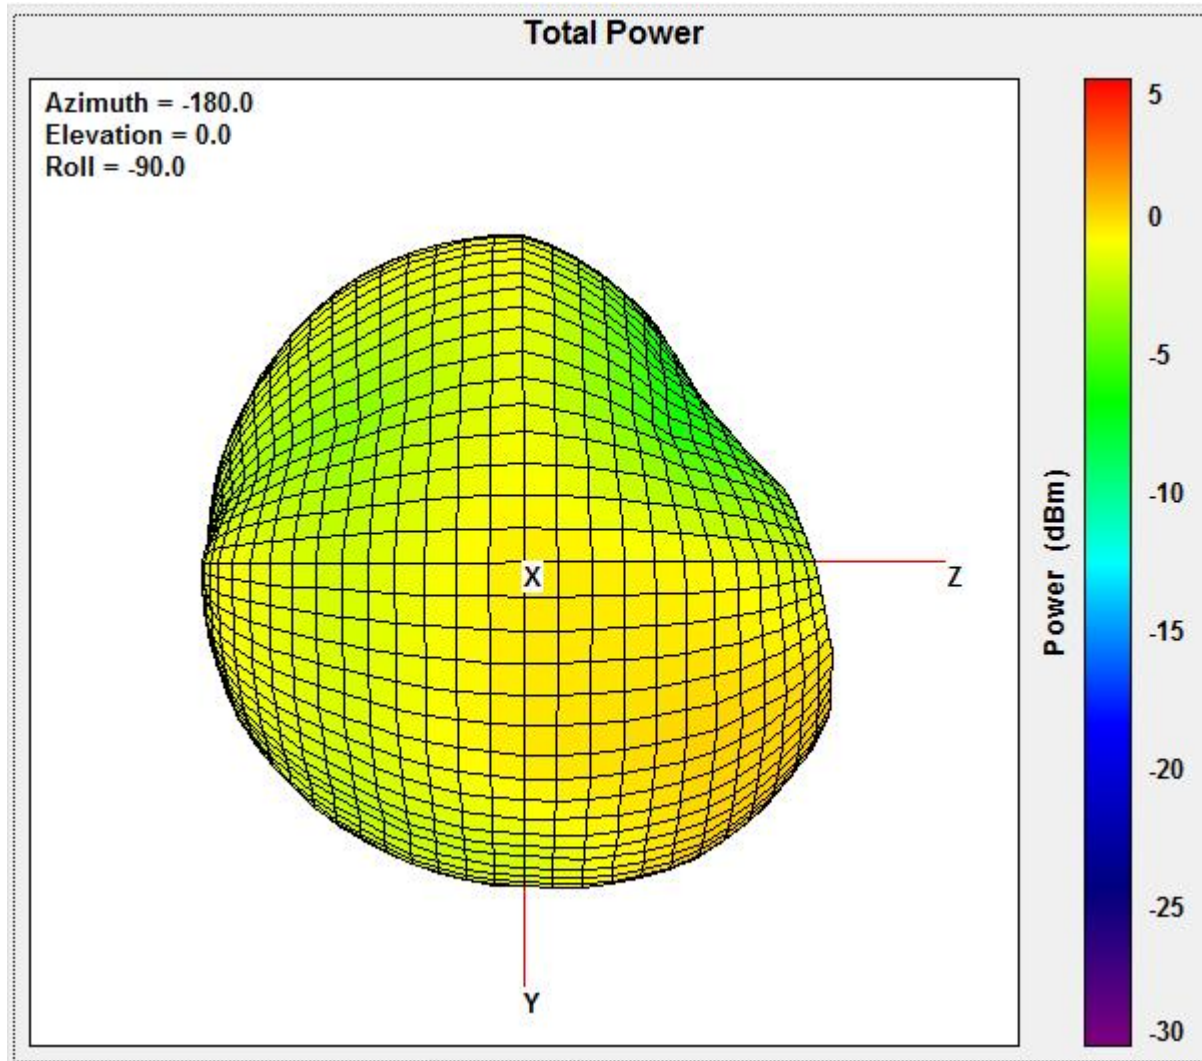 Total Power
Azimuth = -180.0
Elevation = 0.0
Roll = -90.0
X
Z
Y
5
0
-5
-10
-15
-20
-25
-30
Power (dBm)